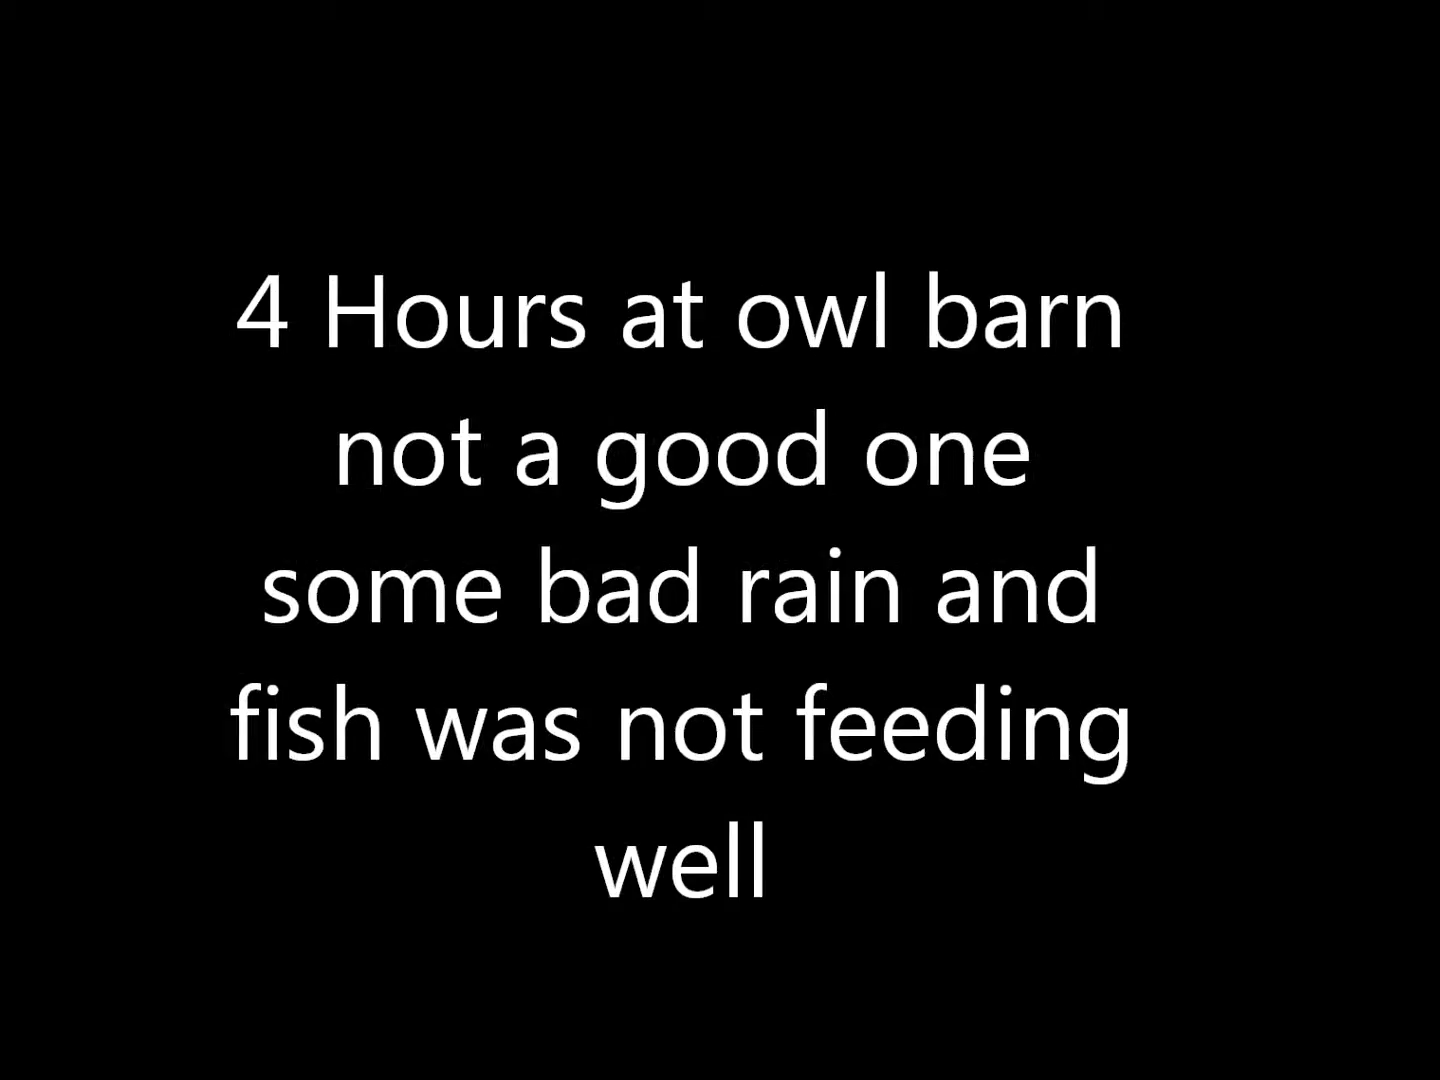 4 Hours at owl barn
not a good one
some bad rain and
fish was not feeding
well